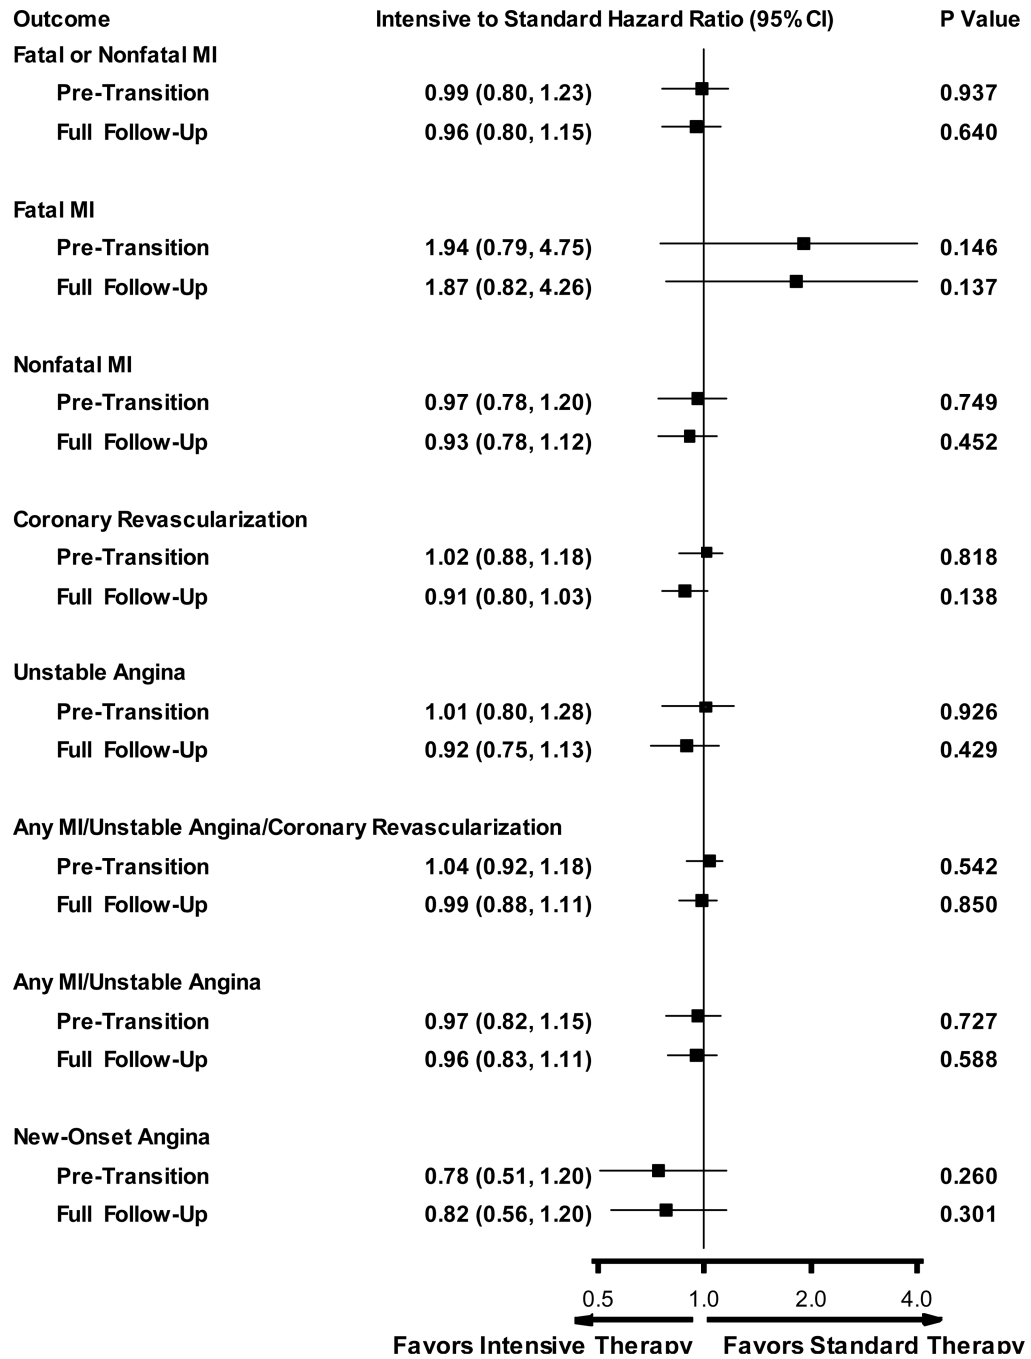 Outcome Intensive to Standard Hazard Ratio (95% CI) P Value
Fatal or Nonfatal MI
Pre-Transition 0.99 (0.80, 1.23) 0.937
Full Follow-Up 0.96 (0.80, 1.15) 0.640
Fatal MI
Pre-Transition 1.94 (0.79, 4.75) 0.146
Full Follow-Up 1.87 (0.82, 4.26) 0.137
Nonfatal MI
Pre-Transition 0.97 (0.78, 1.20) 0.749
Full Follow-Up 0.93 (0.78, 1.12) 0.452
Coronary Revascularization
Pre-Transition 1.02 (0.88, 1.18) 0.818
Full Follow-Up 0.91 (0.80, 1.03) 0.138
Unstable Angina
Pre-Transition 1.01 (0.80, 1.28) 0.926
Full Follow-Up 0.92 (0.75, 1.13) 0.429
Any MI/Unstable Angina/Coronary Revascularization
Pre-Transition 1.04 (0.92, 1.18) 0.542
Full Follow-Up 0.99 (0.88, 1.11) 0.850
Any MI/Unstable Angina
Pre-Transition 0.97 (0.82, 1.15) 0.727
Full Follow-Up 0.96 (0.83, 1.11) 0.588
New-Onset Angina
Pre-Transition 0.78 (0.51, 1.20) 0.260
Full Follow-Up 0.82 (0.56, 1.20) 0.301
0.5 1.0 2.0 4.0
Favors Intensive Therapy Favors Standard Therapy